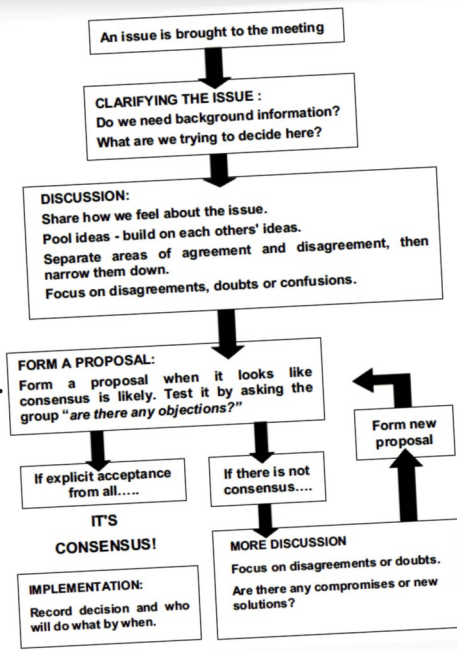 An issue is brought to the meeting
CLARIFYING THE ISSUE :
Do we need background information?
What are we trying to decide here?
DISCUSSION:
Share how we feel about the issue.
Pool ideas - build on each others' ideas.
Separate areas of agreement and disagreement, then
narrow them down.
Focus on disagreements, doubts or confusions.
FORM A PROPOSAL:
Form a proposal when it looks like
consensus is likely. Test it by asking the
group "are there any objections?"
Form new
proposal
If explicit acceptance
from all.....
If there is not
consensus....
IT'S
CONSENSUS!
IMPLEMENTATION:
Record decision and who
will do what by when.
MORE DISCUSSION
Focus on disagreements or doubts.
Are there any compromises or new
solutions?